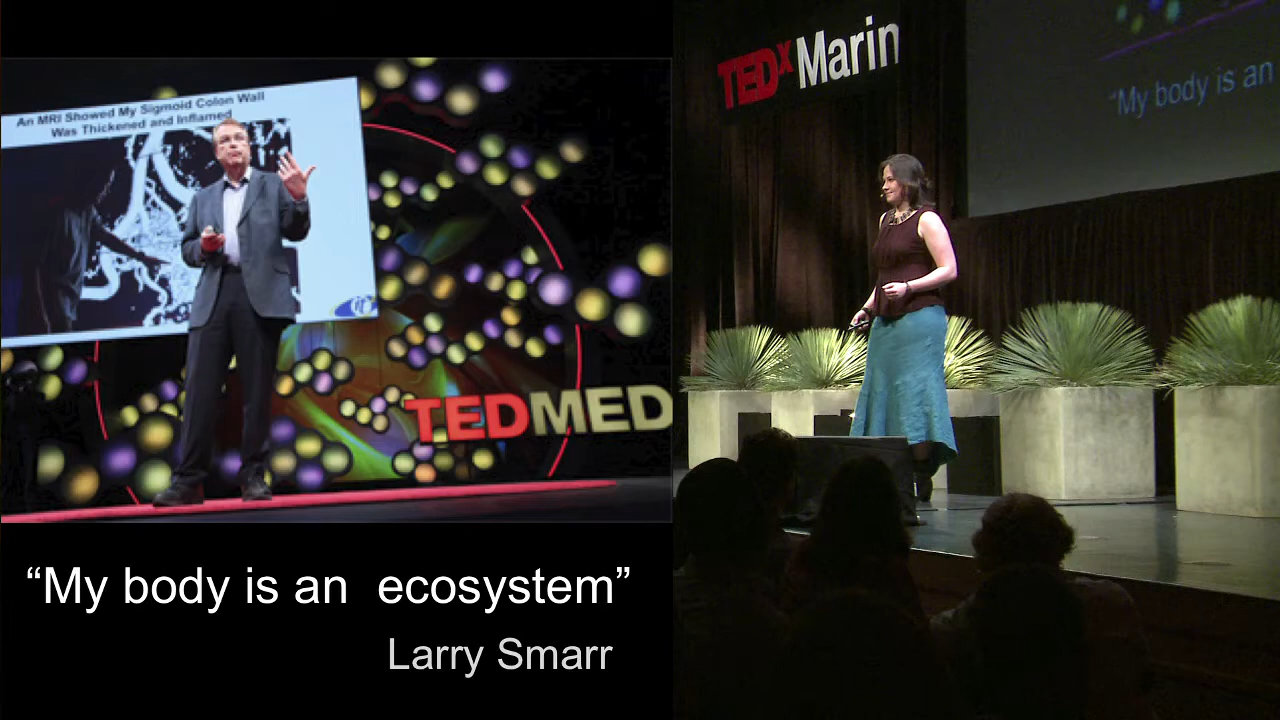 An MRI Showed My Sigmoid Colon Wall
Was Thickened and Inflamed
TEDMED
“My body is an  ecosystem”
Larry Smarr
TEDx Marin
“My body is an